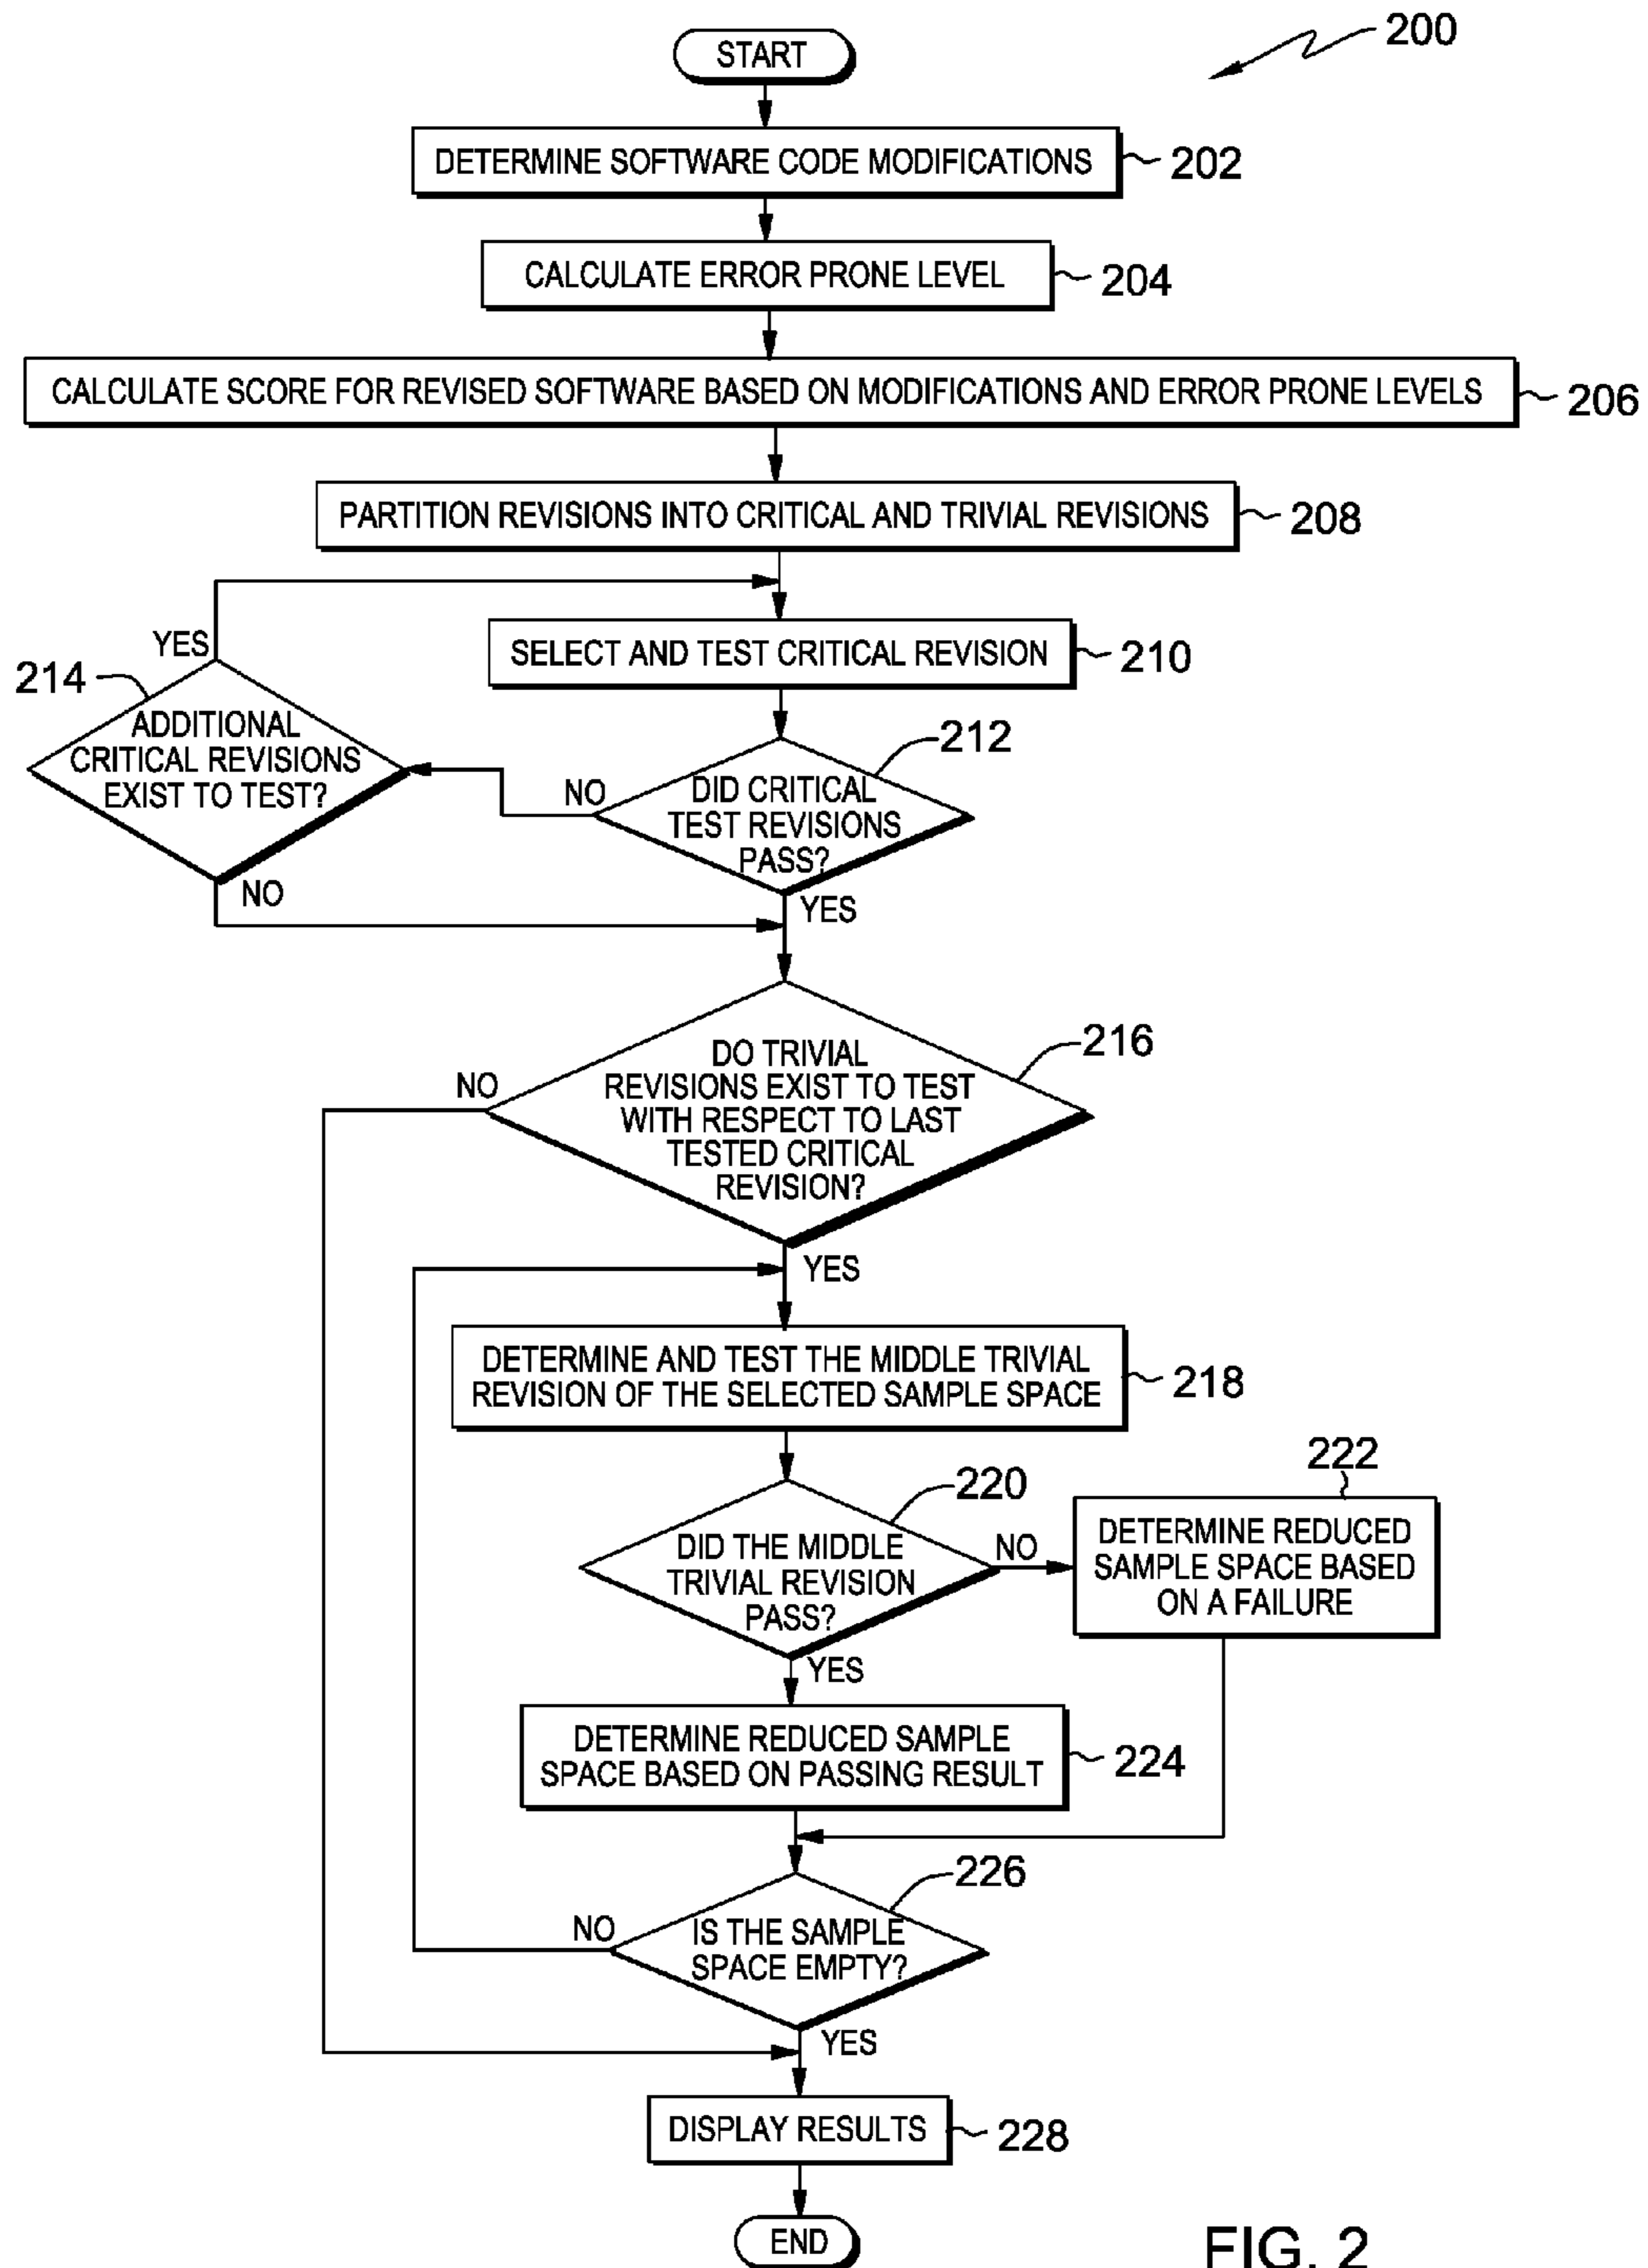 200
START
DETERMINE SOFTWARE CODE MODIFICATIONS
202
CALCULATE ERROR PRONE LEVEL
204
CALCULATE SCORE FOR REVISED SOFTWARE BASED ON MODIFICATIONS AND ERROR PRONE LEVELS
206
PARTITION REVISIONS INTO CRITICAL AND TRIVIAL REVISIONS
208
SELECT AND TEST CRITICAL REVISION
210
YES
214
ADDITIONAL
CRITICAL REVISIONS
EXIST TO TEST?
NO
212
NO
DID CRITICAL
TEST REVISIONS
PASS?
YES
216
NO
DO TRIVIAL
REVISIONS EXIST TO TEST
WITH RESPECT TO LAST
TESTED CRITICAL
REVISION?
YES
DETERMINE AND TEST THE MIDDLE TRIVIAL
REVISION OF THE SELECTED SAMPLE SPACE
218
220
DID THE MIDDLE
TRIVIAL REVISION
PASS?
NO
222
DETERMINE REDUCED
SAMPLE SPACE BASED
ON A FAILURE
YES
DETERMINE REDUCED SAMPLE
SPACE BASED ON PASSING RESULT
224
226
NO
IS THE SAMPLE
SPACE EMPTY?
YES
DISPLAY RESULTS
228
END
FIG. 2